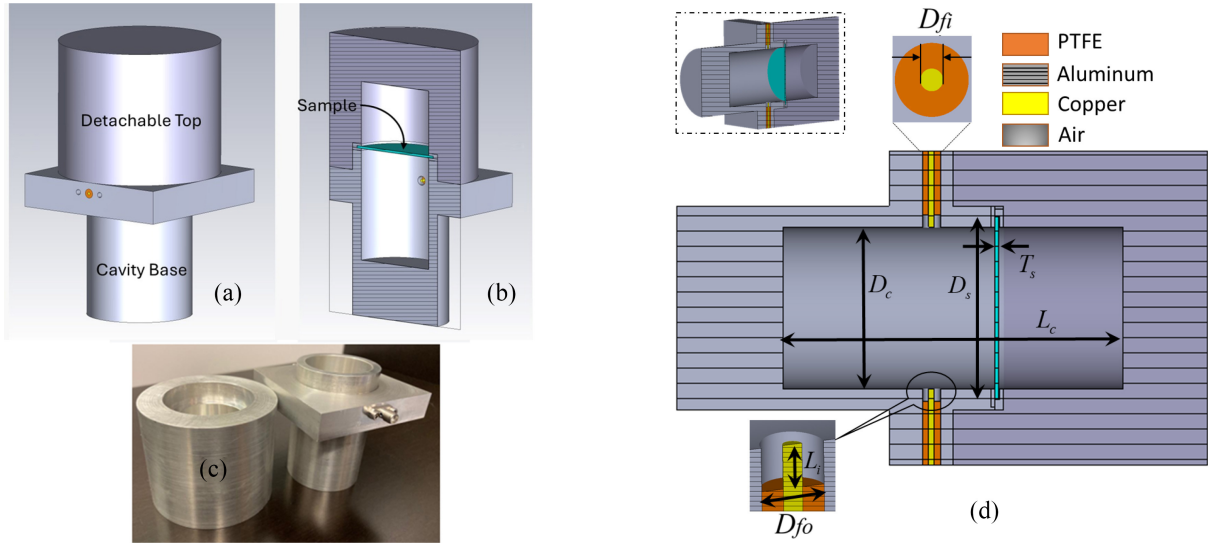 Detachable Top
Cavity Base
(a)
Sample
(b)
(c)
Dfi
PTFE
Aluminum
Copper
Air
Dc
Ds
Ts
Lc
Li
Dfo
(d)